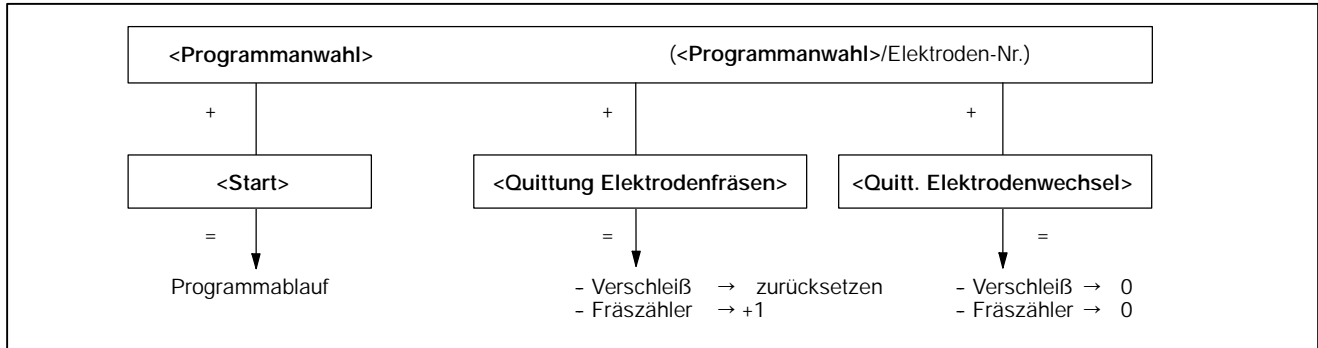 <Programmanwahl> (<Programmanwahl>/Elektroden-Nr.)
+ + +
<Start> <Quittung Elektrodenfräsen> <Quitt. Elektrodenwechsel>
= = =
Programmablauf - Verschleiß → zurücksetzen - Verschleiß → 0
- Fräszähler → +1 - Fräszähler → 0